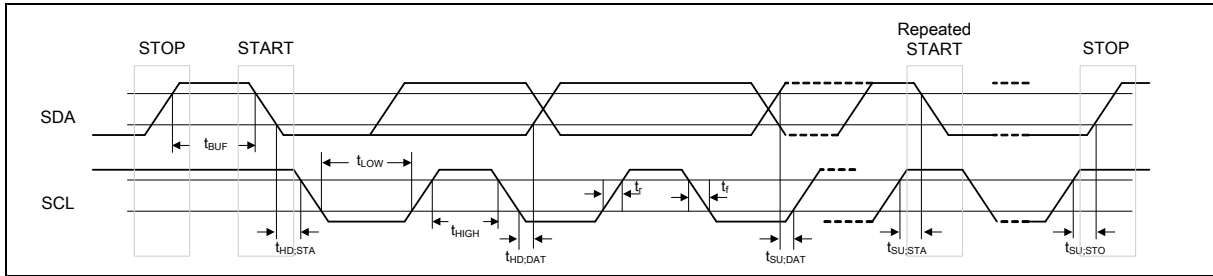 STOP
START
Repeated
START
STOP
SDA
tBUF
tLOW
tr
tf
SCL
tHIGH
tHD;STA
tHD;DAT
tSU;DAT
tSU;STA
tSU;STO